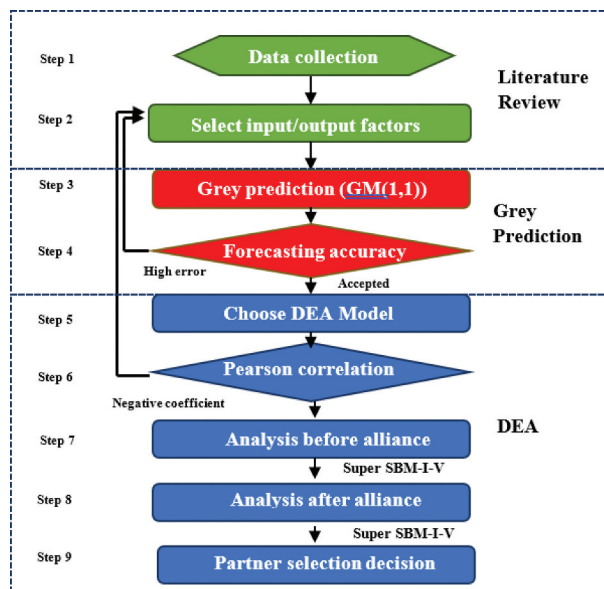 Step 1
Data collection
Literature
Review
Step 2
Select input/output factors
Step 3
Grey prediction (GM(1,1))
Grey
Prediction
Step 4
Forecasting accuracy
High error
Accepted
Step 5
Choose DEA Model
Step 6
Pearson correlation
Negative coefficient
DEA
Step 7
Analysis before alliance
Super SBM-I-V
Step 8
Analysis after alliance
Super SBM-I-V
Step 9
Partner selection decision